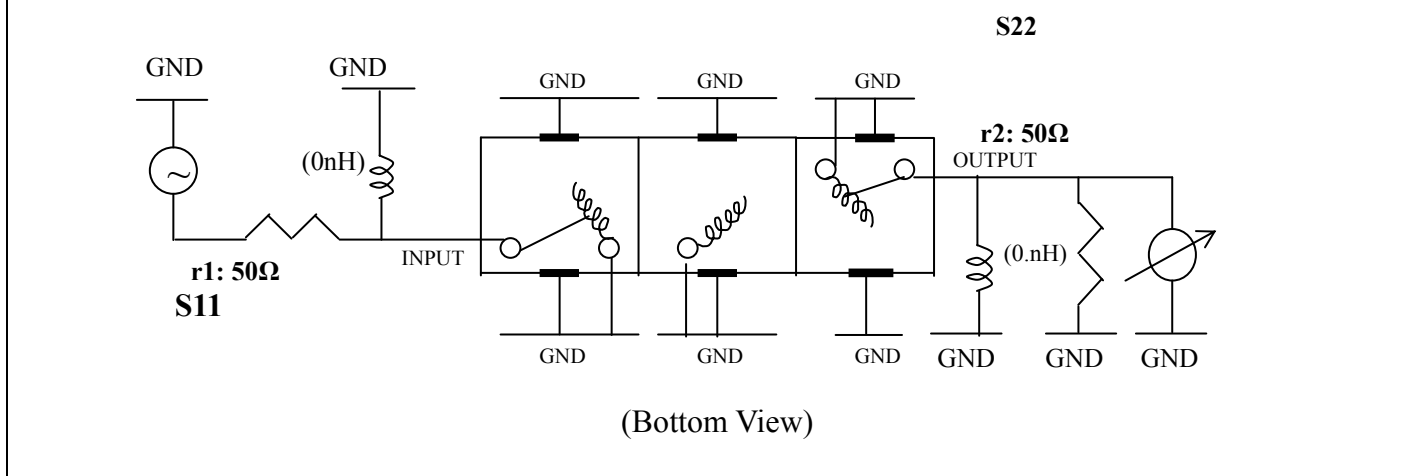 S22
GND
GND
GND
GND
GND
r2: 50Ω
OUTPUT
(0nH)
INPUT
(0.nH)
r1: 50Ω
S11
GND
GND
GND
GND
GND
GND
(Bottom View)